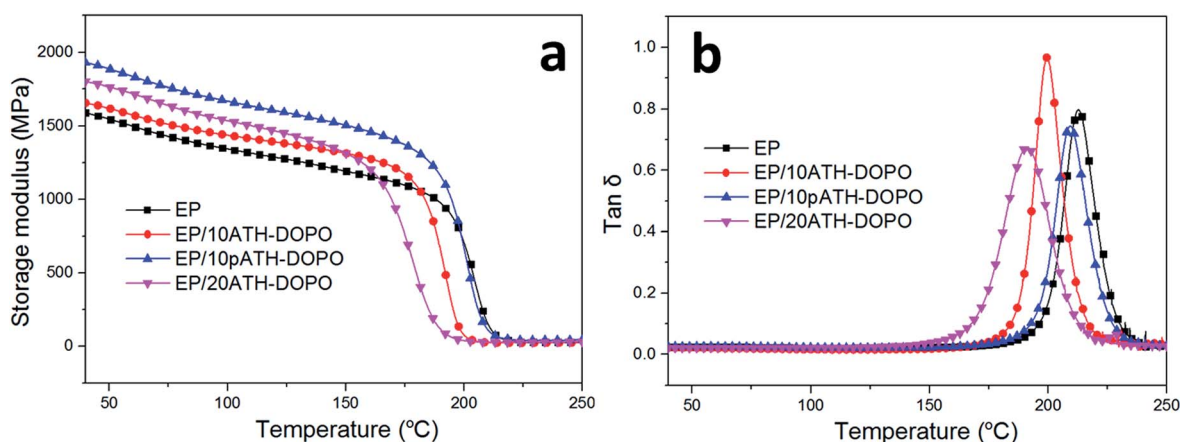 a
2000
1500
1000
500
0
Storage modulus (MPa)
EP
EP/10ATH-DOPO
EP/10pATH-DOPO
EP/20ATH-DOPO
50 100 150 200 250
Temperature (ºC)
b
1.0
0.8
0.6
0.4
0.2
0.0
Tan δ
EP
EP/10ATH-DOPO
EP/10pATH-DOPO
EP/20ATH-DOPO
50 100 150 200 250
Temperature (ºC)